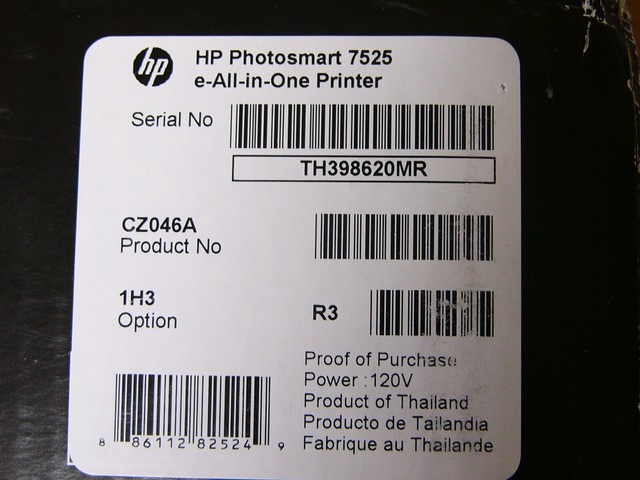 hp
HP Photosmart 7525
e-All-in-One Printer
Serial No
TH398620MR
CZ046A
Product No
1H3
Option
R3
Proof of Purchase
Power :120V
Product of Thailand
Producto de Tailandia
Fabrique au Thailande
8 86112 82524 9